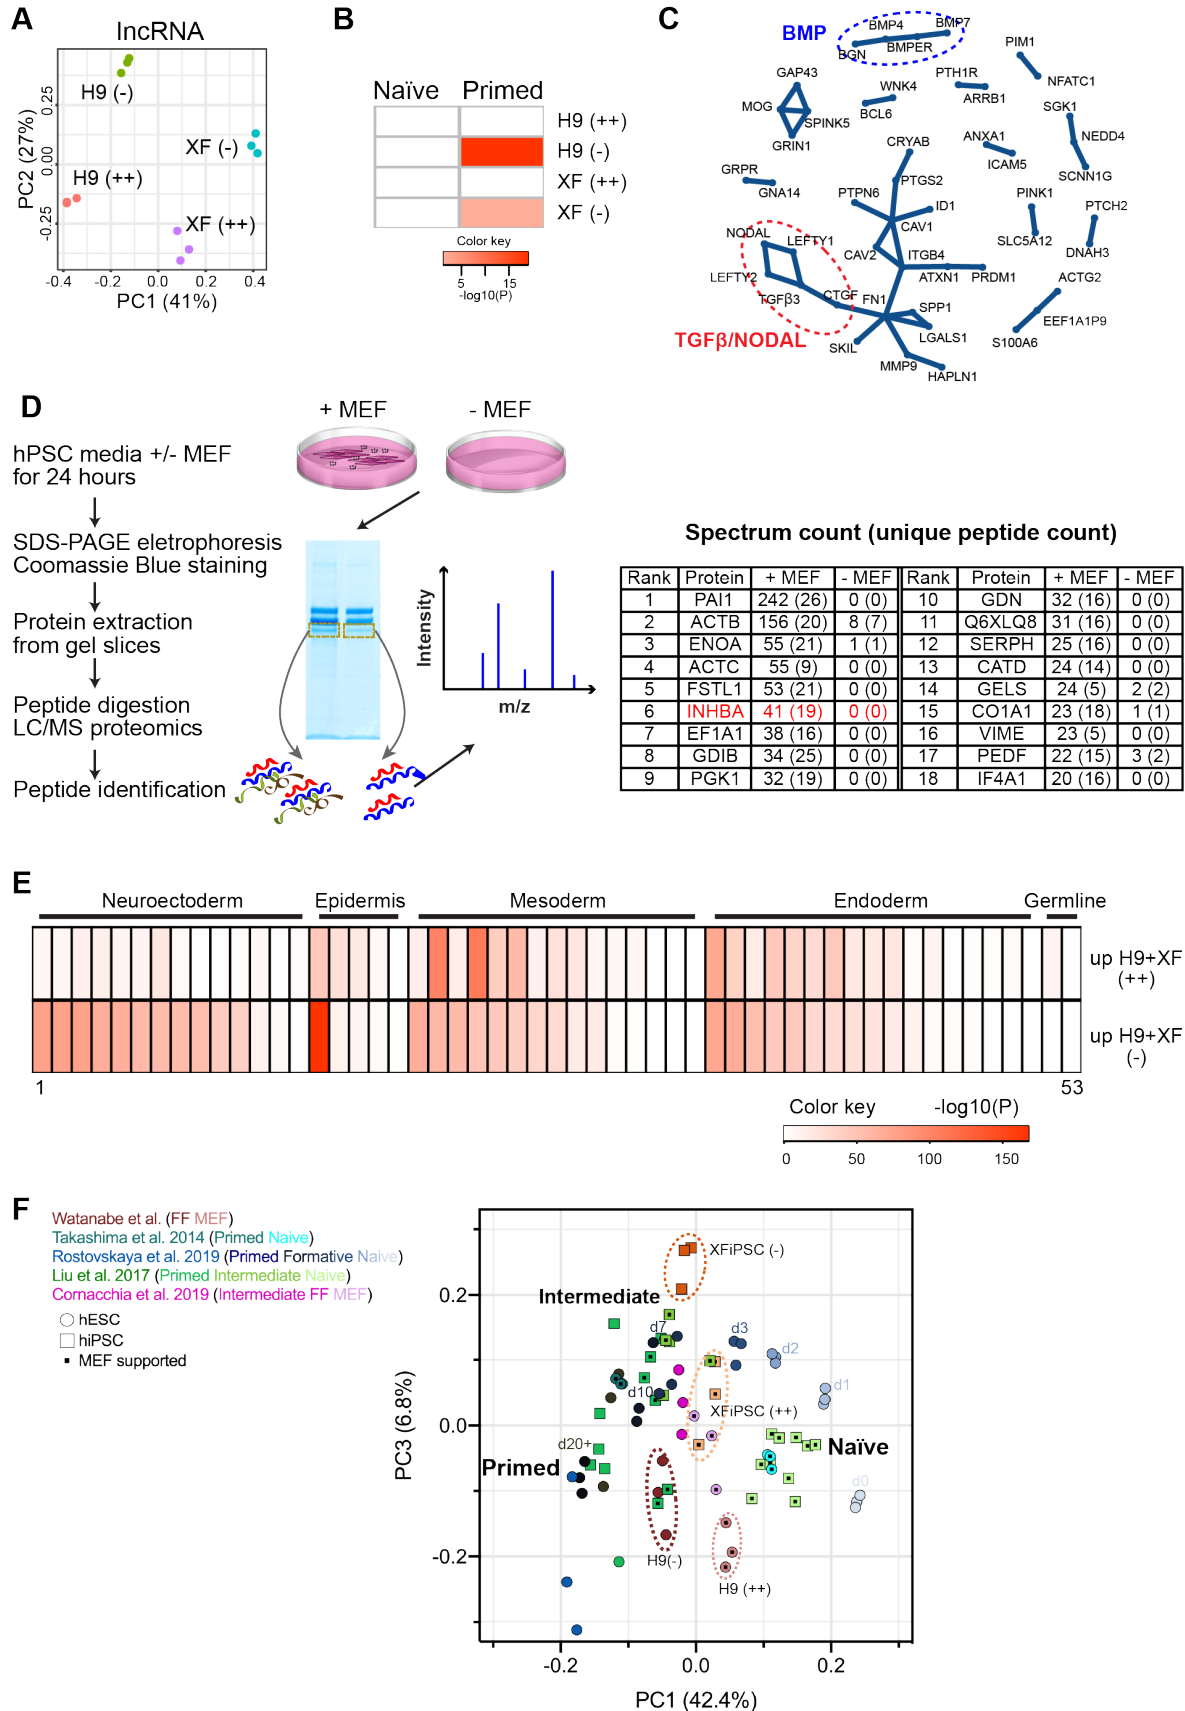 A
lncRNA
H9 (-)
XF (-)
H9 (++)
XF (++)
PC2 (27%)
0.25
0.00
-0.25
-0.4
-0.2
0.0
0.2
0.4
PC1 (41%)
B
Naïve
Primed
H9 (++)
H9 (-)
XF (++)
XF (-)
Color key
5
15
-log10(P)
C
BMP
BMP4
BMP7
BGN
BMPER
PIM1
NFATC1
GAP43
MOG
SPINK5
GRIN1
WNK4
BCL6
PTH1R
ARRB1
SGK1
NEDD4
SCNN1G
ANXA1
ICAM5
CRYAB
GRPR
GNA14
PTPN6
PTGS2
ID1
CAV1
PINK1
SLC5A12
PTCH2
DNAH3
NODAL
LEFTY1
LEFTY2
TGFβ3
CAV2
ITGB4
ATXN1
PRDM1
ACTG2
CTGF
FN1
SPP1
EEF1A1P9
S100A6
LGALS1
TGFβ/NODAL
SKIL
MMP9
HAPLN1
D
+ MEF
- MEF
hPSC media +/- MEF
for 24 hours
SDS-PAGE eletrophoresis
Coomassie Blue staining
Protein extraction
from gel slices
Peptide digestion
LC/MS proteomics
Peptide identification
Intensity
m/z
Spectrum count (unique peptide count)
Rank Protein + MEF - MEF Rank Protein + MEF - MEF
1 PAI1 242 (26) 0 (0) 10 GDN 32 (16) 0 (0)
2 ACTB 156 (20) 8 (7) 11 Q6XLQ8 31 (16) 0 (0)
3 ENOA 55 (21) 1 (1) 12 SERPH 25 (16) 0 (0)
4 ACTC 55 (9) 0 (0) 13 CATD 24 (14) 0 (0)
5 FSTL1 53 (21) 0 (0) 14 GELS 24 (5) 2 (2)
6 INHBA 41 (19) 0 (0) 15 CO1A1 23 (18) 1 (1)
7 EF1A1 38 (16) 0 (0) 16 VIME 23 (5) 0 (0)
8 GDIB 34 (25) 0 (0) 17 PEDF 22 (15) 3 (2)
9 PGK1 32 (19) 0 (0) 18 IF4A1 20 (16) 0 (0)
E
Neuroectoderm
Epidermis
Mesoderm
Endoderm
Germline
up H9+XF
(++)
up H9+XF
(-)
1
53
Color key
-log10(P)
0
50
100
150
F
Watanabe et al. (FF MEF)
Takashima et al. 2014 (Primed Naive)
Rostovskaya et al. 2019 (Primed Formative Naive)
Liu et al. 2017 (Primed Intermediate Naive)
Cornacchia et al. 2019 (Intermediate FF MEF)
hESC
hiPSC
MEF supported
XFiPSC (-)
Intermediate
d7
d3
d2
d10
d1
XFiPSC (++)
d20+
Primed
Naïve
d0
H9(-)
H9 (++)
PC3 (6.8%)
0.2
0.0
-0.2
-0.2
0.0
0.2
PC1 (42.4%)